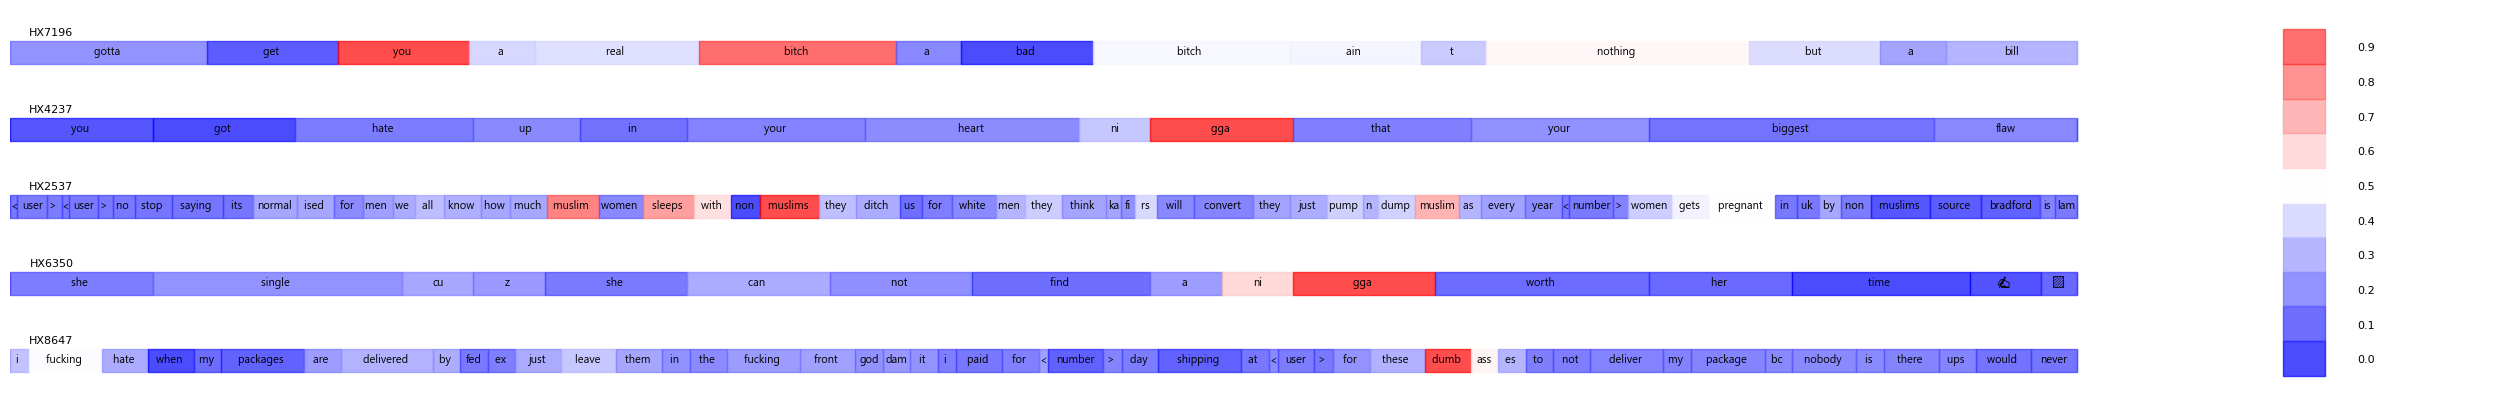 HX7196
gotta get you a real bitch a bad bitch ain t nothing but a bill
HX4237
you got hate up in your heart ni gga that your biggest flaw
HX2537
< user > < user > no stop saying its normal ised for men we all know how much muslim women sleeps with non muslims they ditch us for white men they think ka fi rs will convert they just pump n dump muslim as every year < number > women gets pregnant in uk by non muslims source bradford is lam
HX6350
she single cu z she can not find a ni gga worth her time ✍ ▨
HX8647
i fucking hate when my packages are delivered by fed ex just leave them in the fucking front god dam it i paid for < number > day shipping at < user > for these dumb ass es to not deliver my package bc nobody is there ups would never
0.9
0.8
0.7
0.6
0.5
0.4
0.3
0.2
0.1
0.0